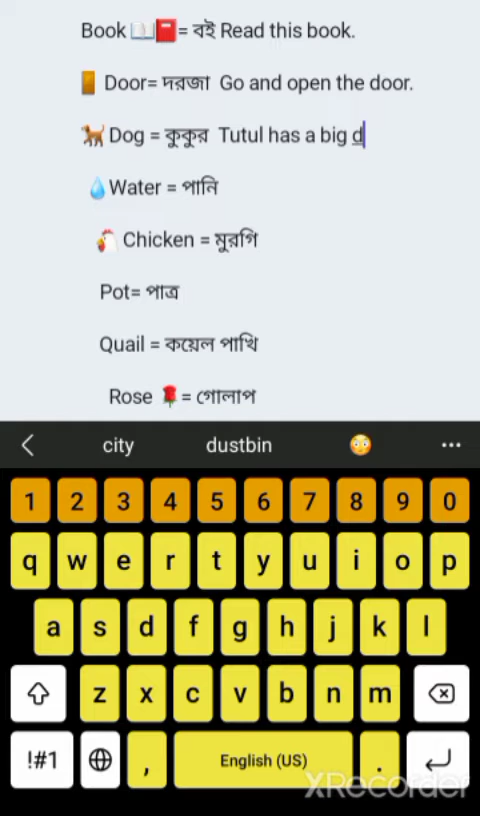 Book 📖📕= বই Read this book.
🚪 Door= দরজা Go and open the door.
🐕 Dog = কুকুর Tutul has a big d
💧Water = পানি
🐔 Chicken = মুরগি
Pot= পাত্র
Quail = কয়েল পাখি
Rose 🌹= গোলাপ
city dustbin 😳 ...
1 2 3 4 5 6 7 8 9 0
q w e r t y u i o p
a s d f g h j k l
z x c v b n m
!#1 , English (US) .
XRecorder